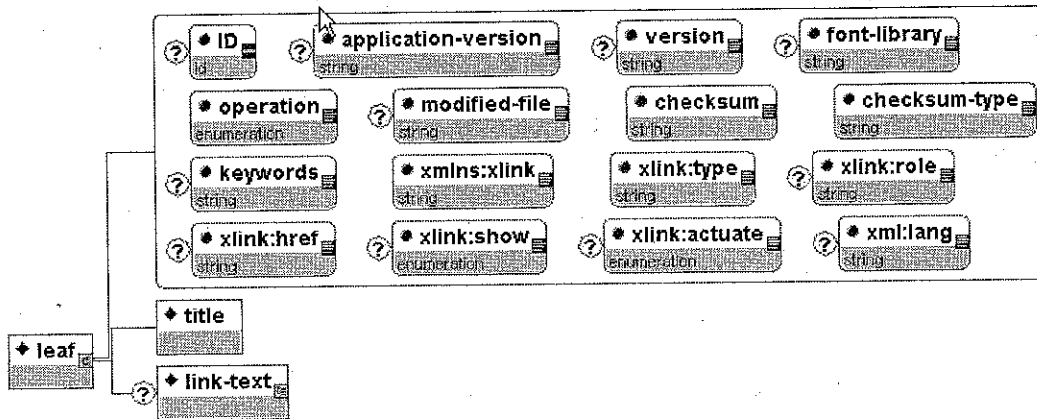 ? ID ? application-version ? version ? font-library
id string string string
operation ? modified-file checksum checksum-type
enumeration string string string
? keywords xmlns:xlink xlink:type ? xlink:role
string string string string
? xlink:href ? xlink:show ? xlink:actuate ? xml:lang
string enumeration enumeration string
title
leaf
? link-text